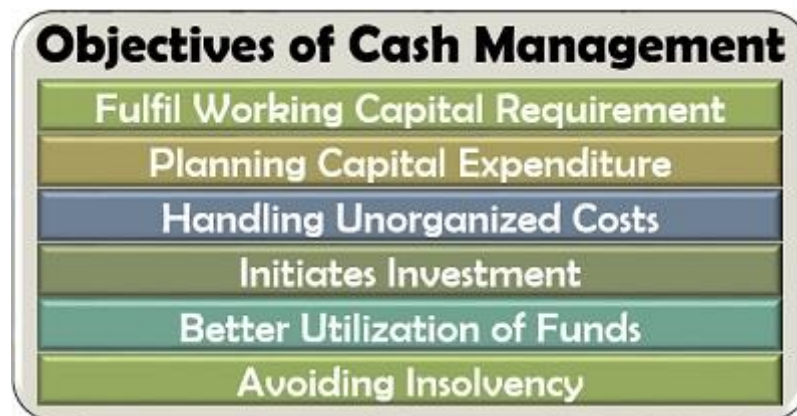 Objectives of Cash Management
Fulfil Working Capital Requirement
Planning Capital Expenditure
Handling Unorganized Costs
Initiates Investment
Better Utilization of Funds
Avoiding Insolvency